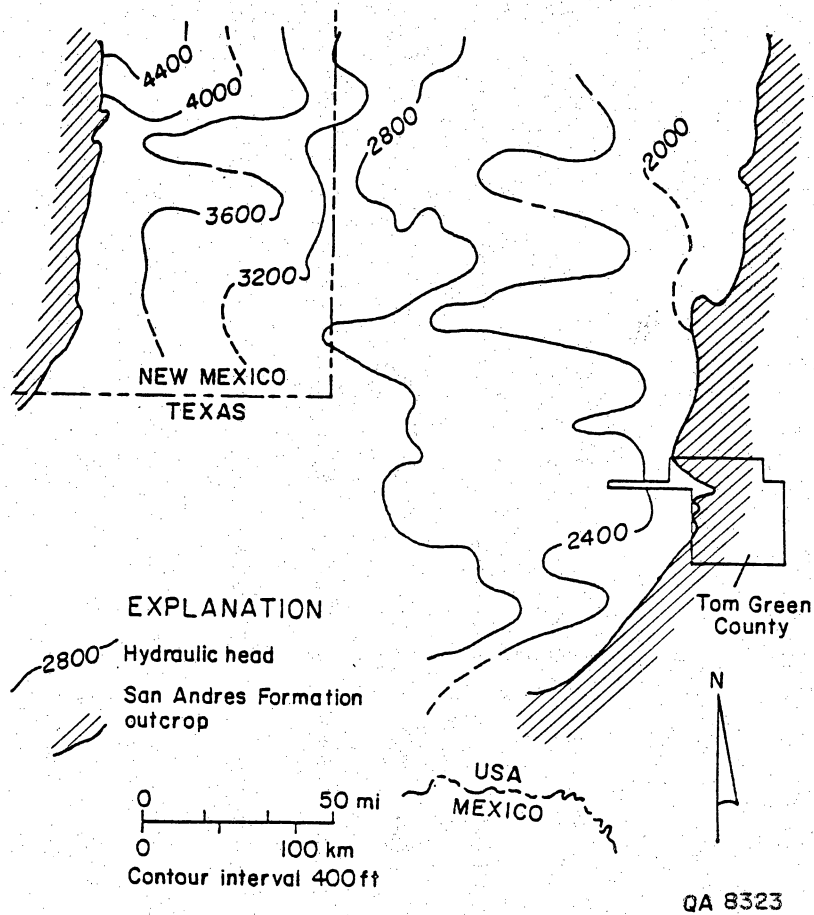 4400
4000
2800
2000
3600
3200
NEW MEXICO
TEXAS
2400
Tom Green
County
EXPLANATION
2800 Hydraulic head
San Andres Formation
outcrop
N
USA
MEXICO
0 50 mi
0 100 km
Contour interval 400 ft
QA 8323